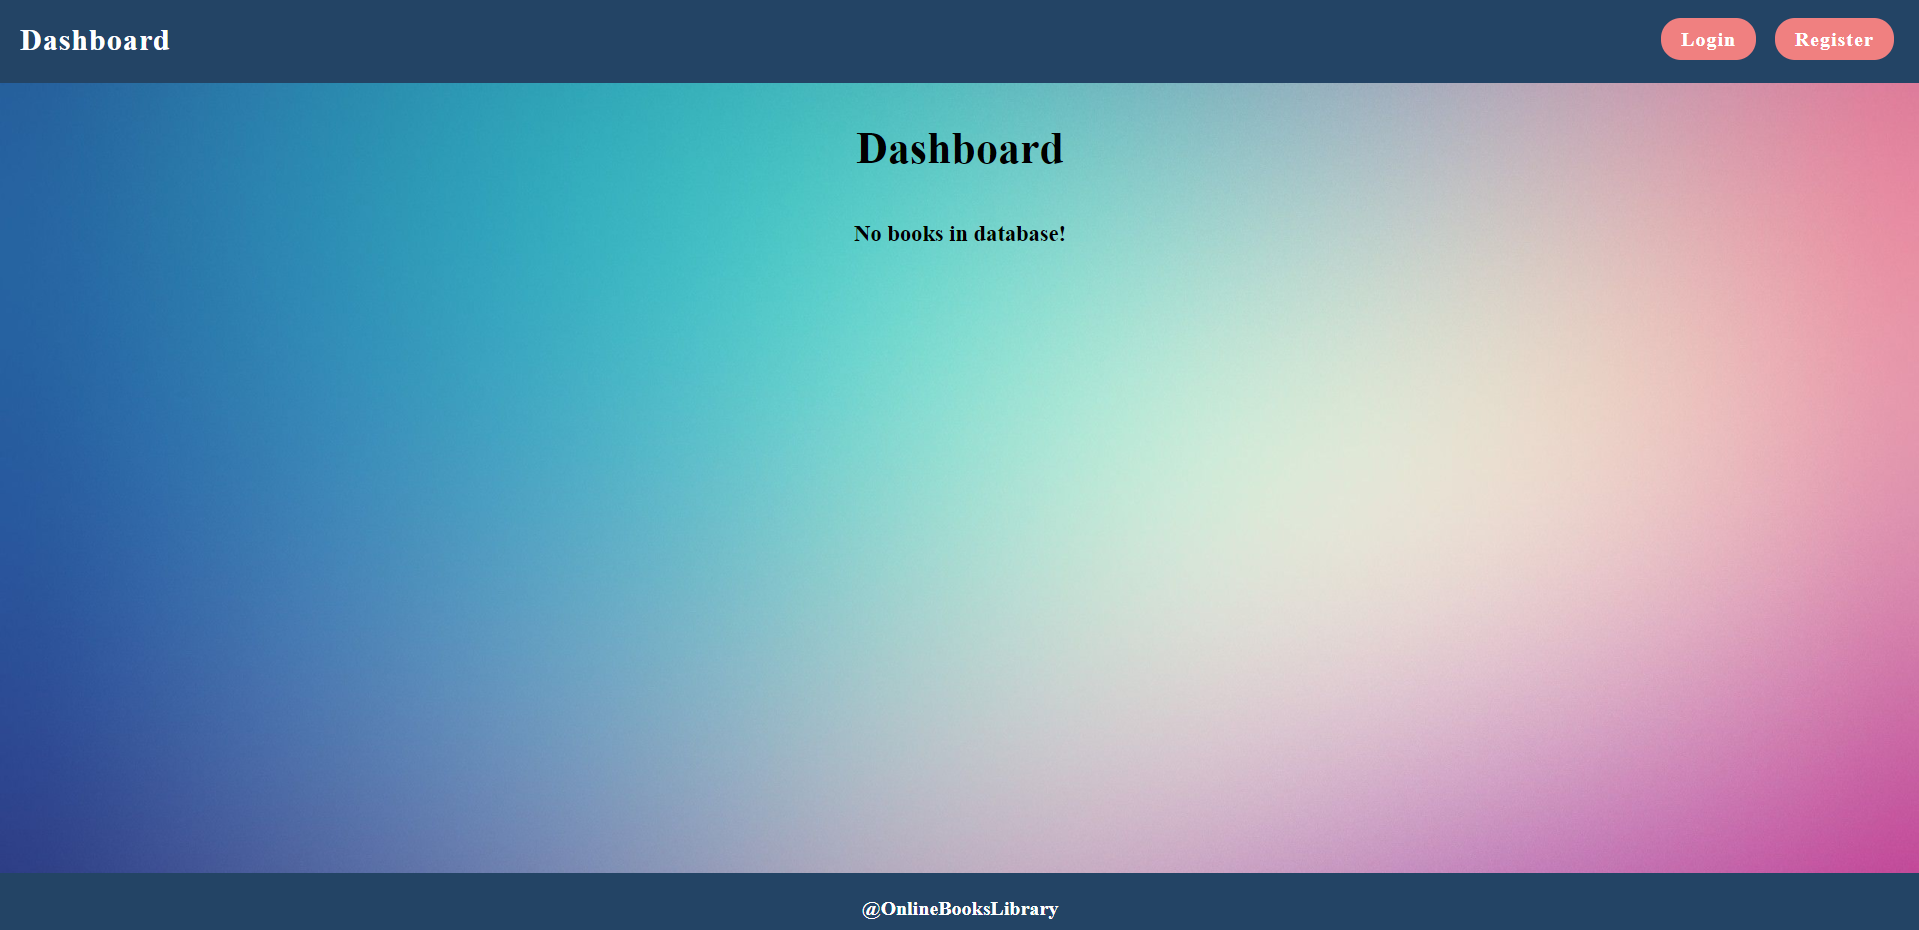 Dashboard
Login
Register
Dashboard
No books in database!
@OnlineBooksLibrary